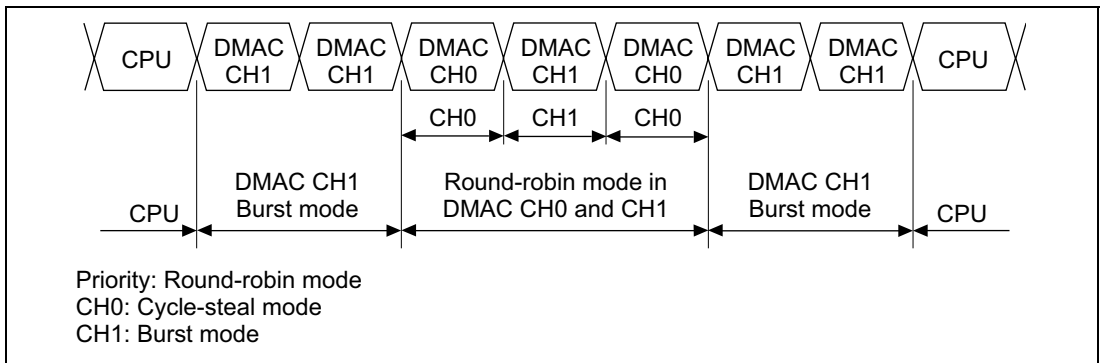 CPU
DMAC
CH1
DMAC
CH1
DMAC
CH0
DMAC
CH1
DMAC
CH0
DMAC
CH1
DMAC
CH1
CPU
CH0
CH1
CH0
CPU
DMAC CH1
Burst mode
Round-robin mode in
DMAC CH0 and CH1
DMAC CH1
Burst mode
CPU
Priority: Round-robin mode
CH0: Cycle-steal mode
CH1: Burst mode